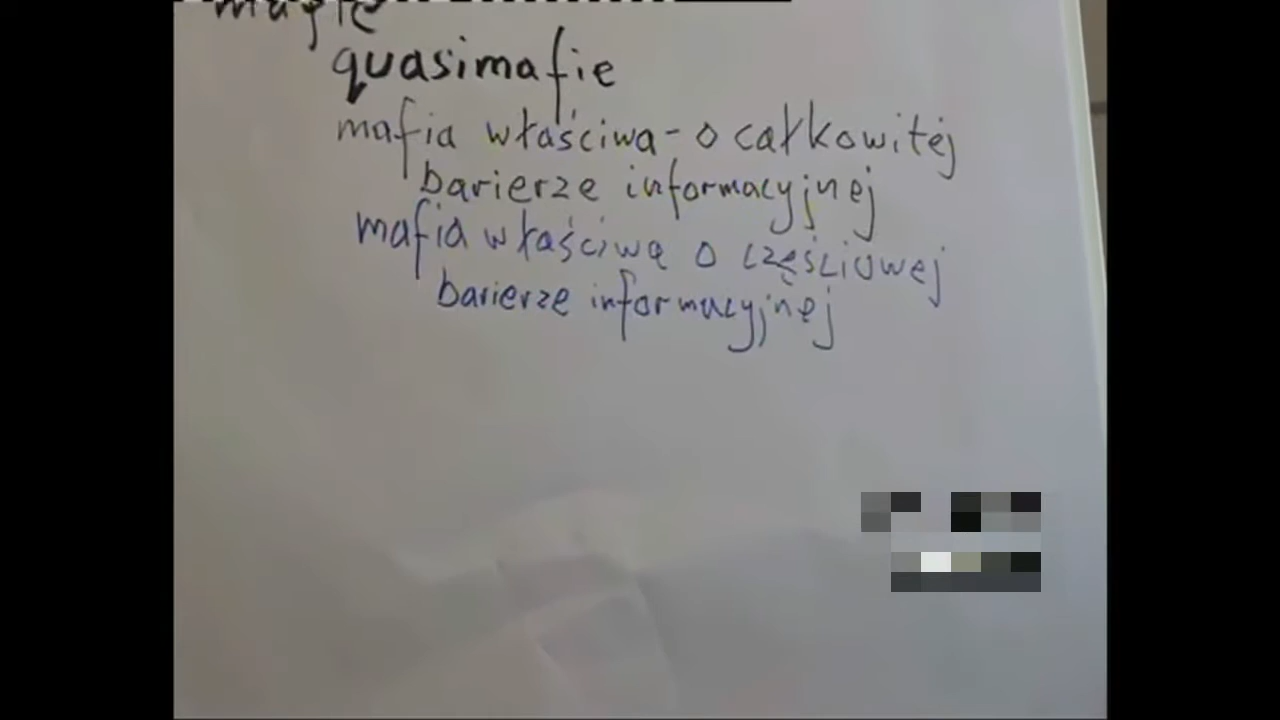 quasimafie
mafia właściwa - o całkowitej
barierze informacyjnej
mafia właściwa o częściowej
barierze informacyjnej